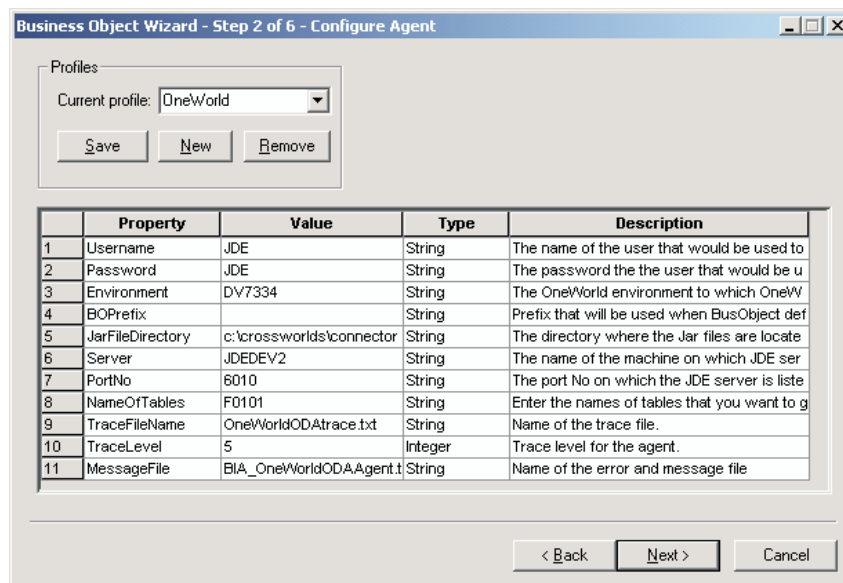 Business Object Wizard - Step 2 of 6 - Configure Agent
Profiles
Current profile: OneWorld
Save New Remove
Property Value Type Description
1 Username JDE String The name of the user that would be used to
2 Password JDE String The password the the user that would be u
3 Environment DV7334 String The OneWorld environment to which OneW
4 BOPrefix String Prefix that will be used when BusObject def
5 JarFileDirectory c:\crossworlds\connector String The directory where the Jar files are locate
6 Server JDEDEV2 String The name of the machine on which JDE ser
7 PortNo 6010 String The port No on which the JDE server is liste
8 NameOfTables F0101 String Enter the names of tables that you want to g
9 TraceFileName OneWorldODAtrace.txt String Name of the trace file.
10 TraceLevel 5 Integer Trace level for the agent.
11 MessageFile BIA_OneWorldODAAgent.t String Name of the error and message file
< Back Next > Cancel